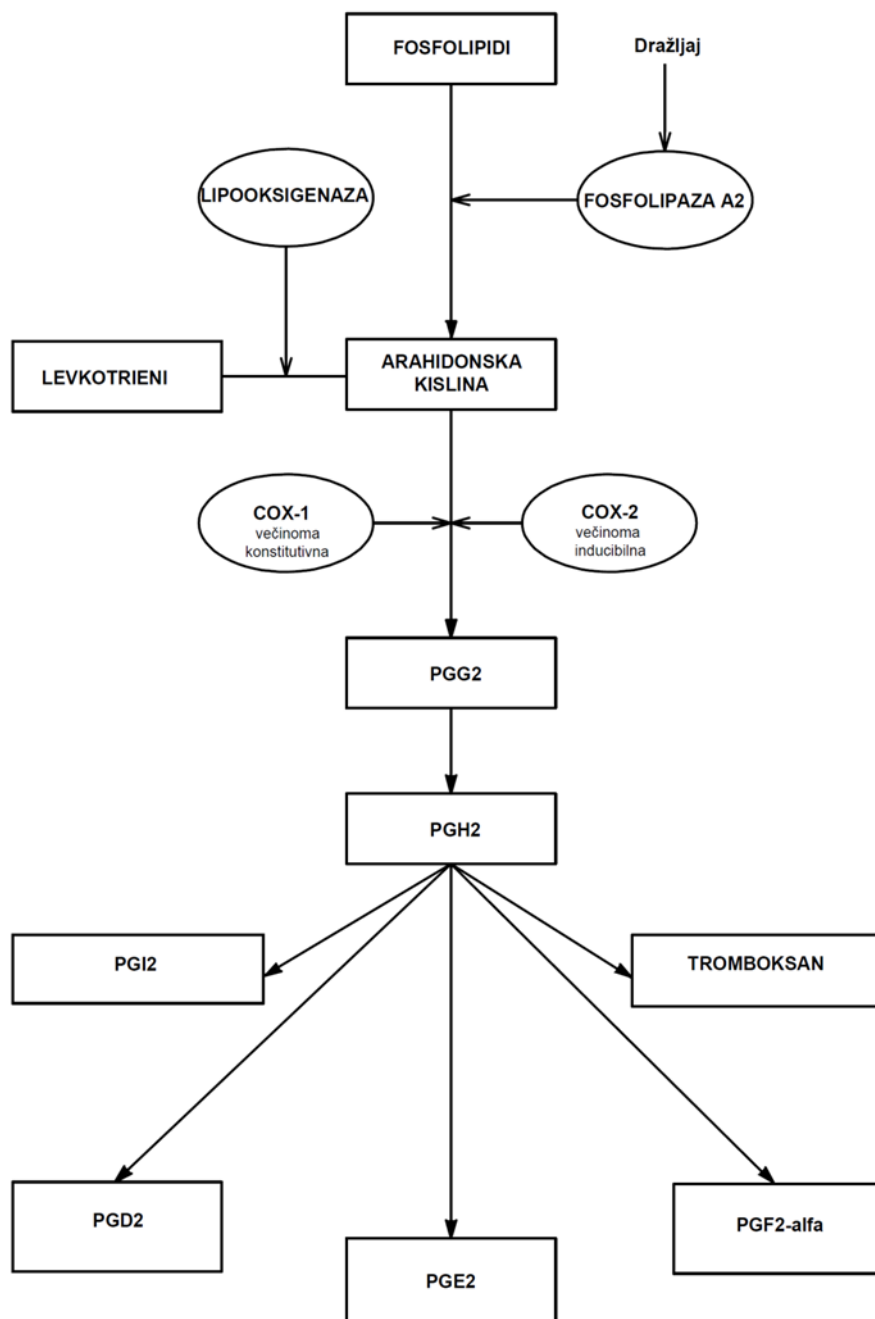 FOSFOLIPIDI
Dražljaj
LIPOOKSIGENAZA
FOSFOLIPAZA A2
LEVKOTRIENI
ARAHIDONSKA
KISLINA
COX-1
večinoma
konstitutivna
COX-2
večinoma
inducibilna
PGG2
PGH2
PGI2
TROMBOKSAN
PGD2
PGF2-alfa
PGE2